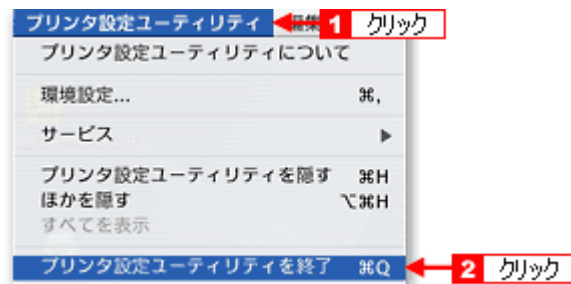 プリンタ設定ユーティリティ 編集 1 クリック
プリンタ設定ユーティリティについて
環境設定... ⌘,
サービス ▶
プリンタ設定ユーティリティを隠す ⌘H
ほかを隠す ⌥⌘H
すべてを表示
プリンタ設定ユーティリティを終了 ⌘Q 2 クリック